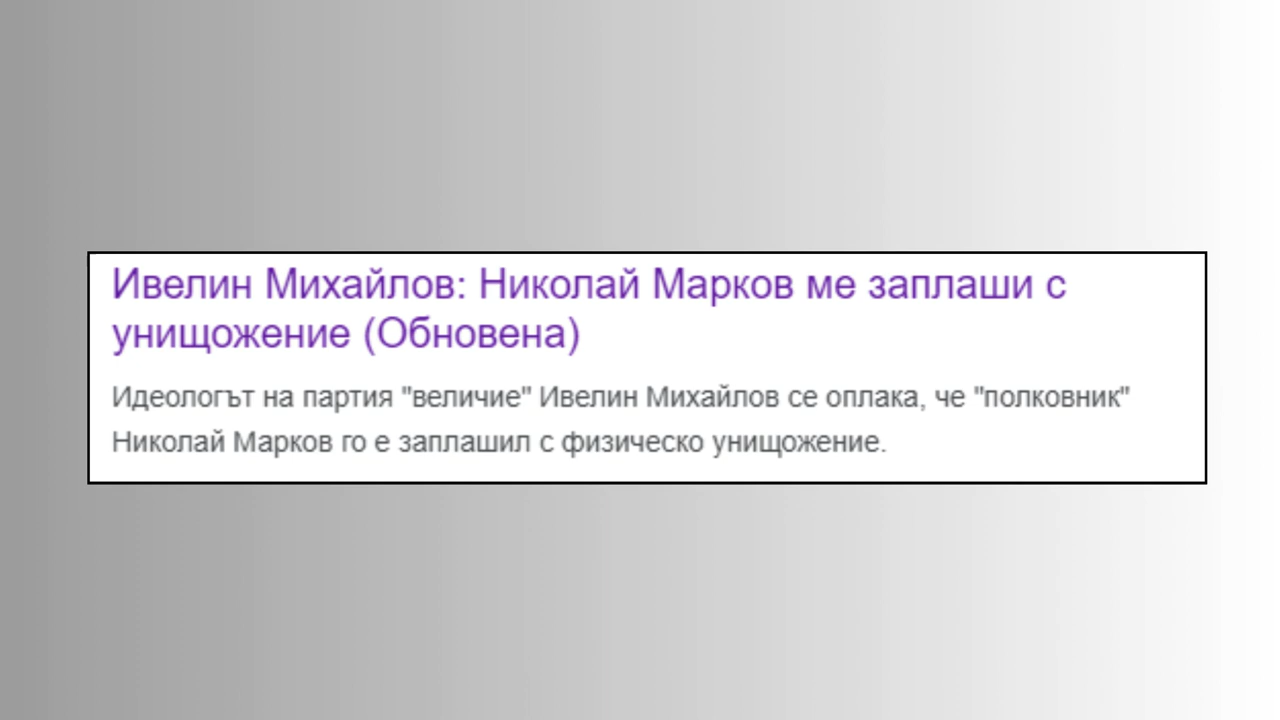 Ивелин Михайлов: Николай Марков ме заплаши с
унищожение (Обновена)
Идеологът на партия "величие" Ивелин Михайлов се оплака, че "полковник"
Николай Марков го е заплашил с физическо унищожение.